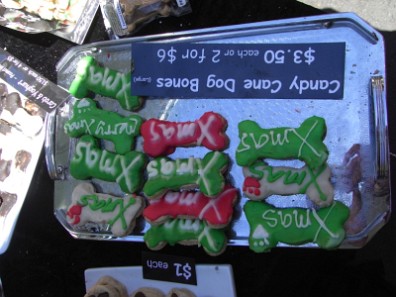 Candy Cane Dog Bones (large)
$3.50 each or 2 for $6
Xmas
Merry Xmas
Xmas
Xmas
Xmas
Xmas
Xmas
Xmas
Xmas
Xmas
Xmas
$1 each